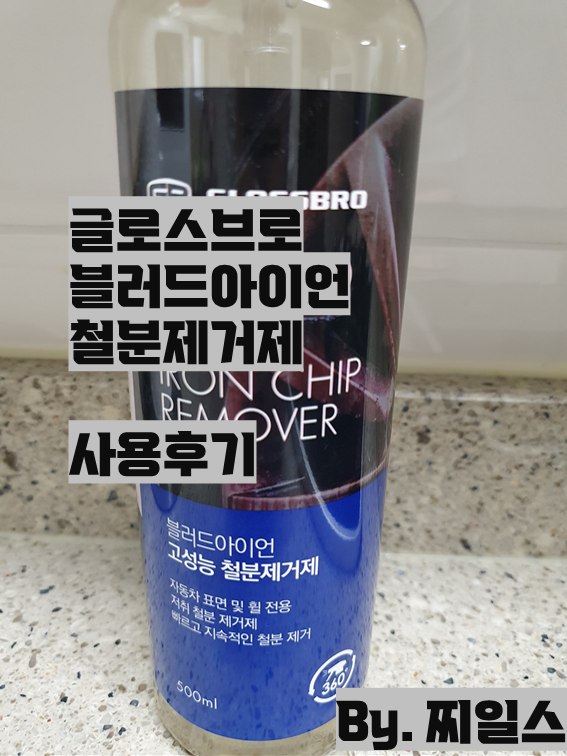 GLOSSBRO
글로스브로
블러드아이언
철분제거제
IRON CHIP
REMOVER
사용후기
블러드아이언
고성능 철분제거제
자동차 표면 및 휠 전용
저취 철분 제거제
빠르고 지속적인 철분 제거
360°
500ml
By. 찌일스